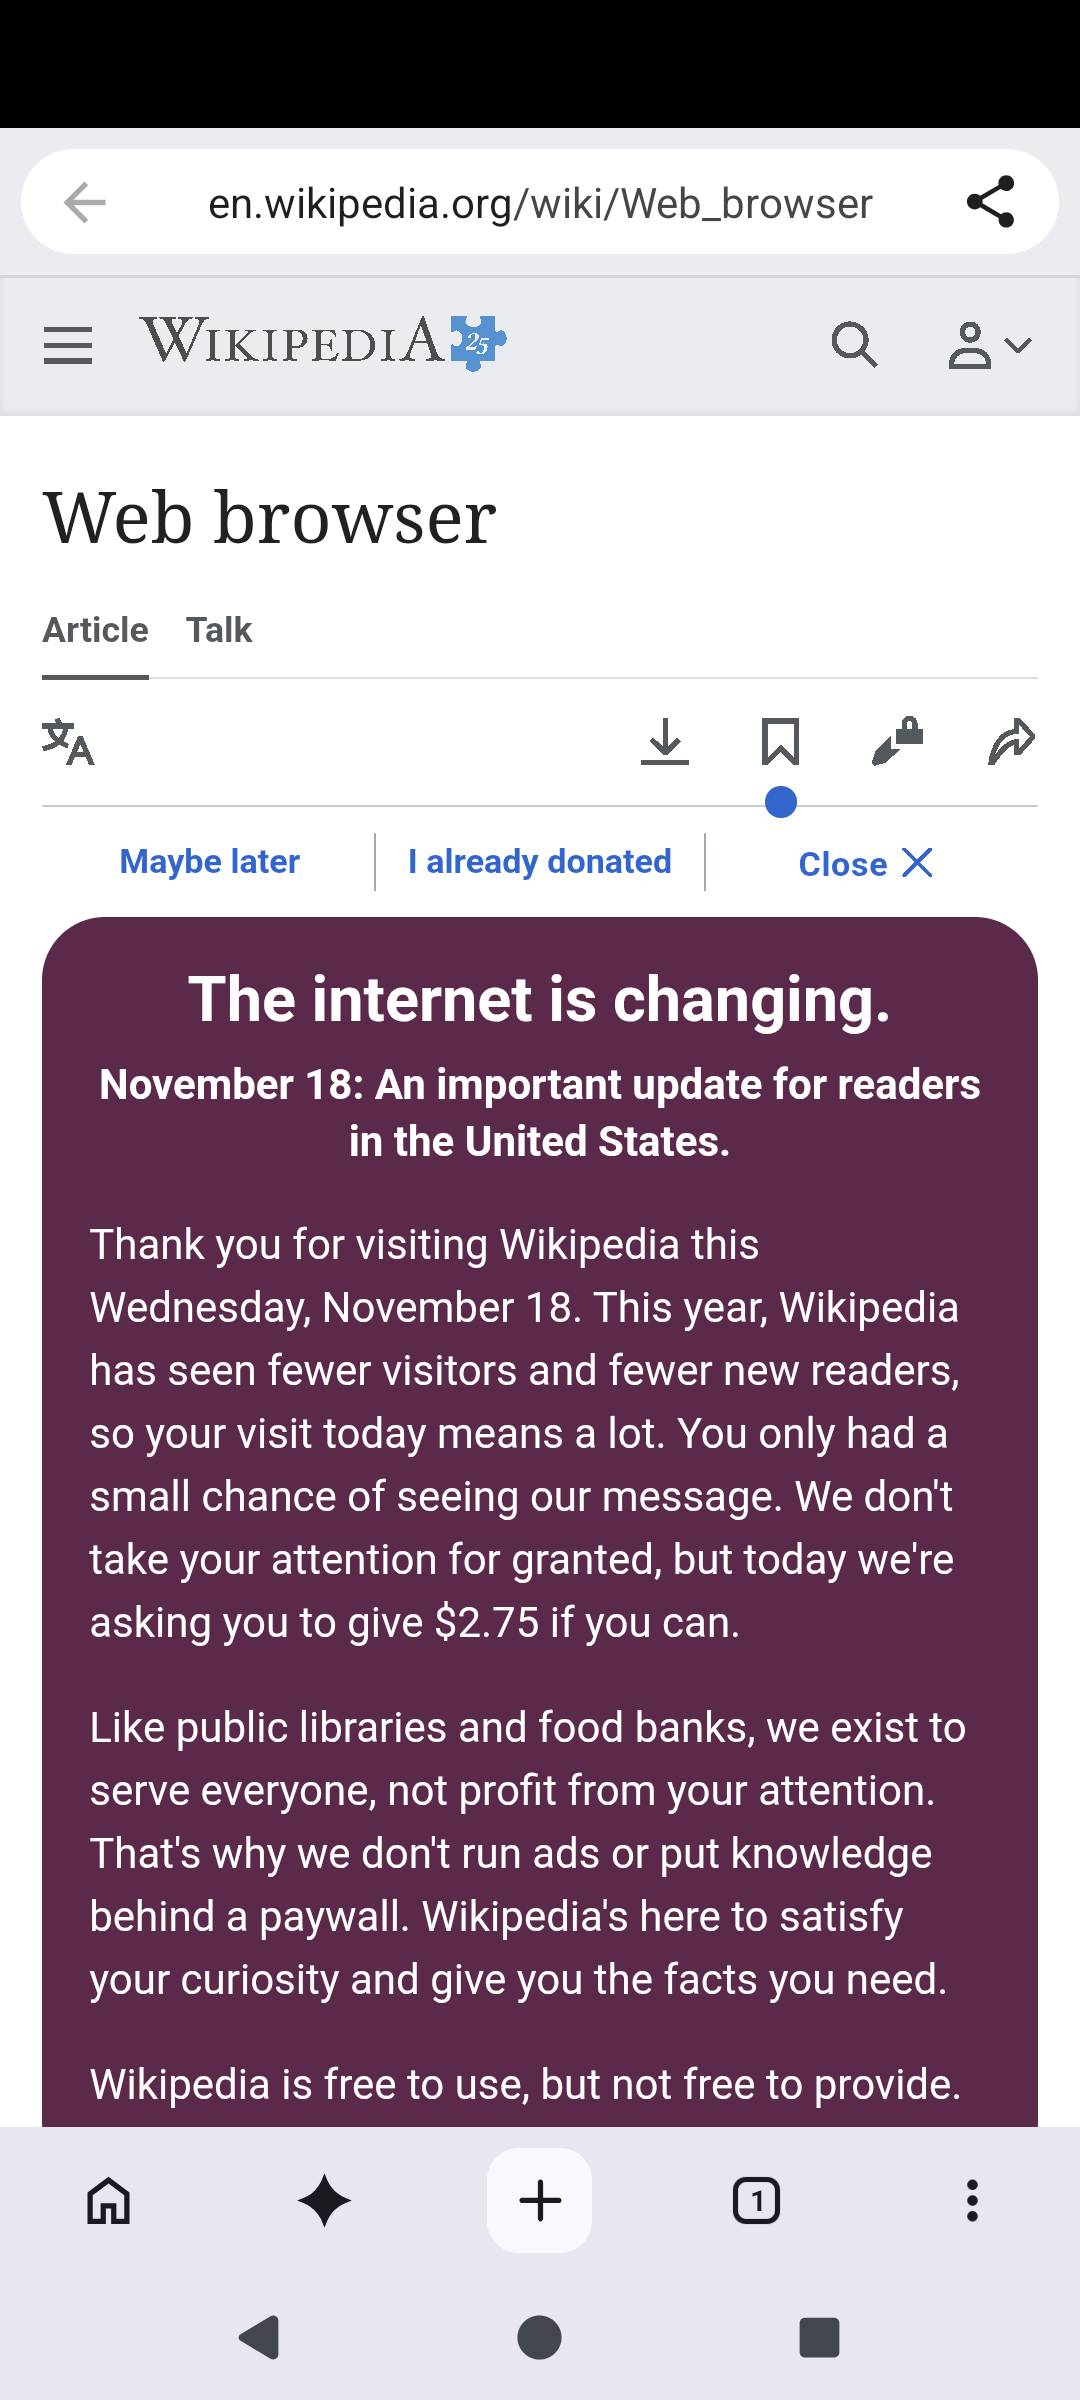 en.wikipedia.org/wiki/Web_browser
WIKIPEDIA 25
Web browser
Article Talk
文A
Maybe later I already donated Close
The internet is changing.
November 18: An important update for readers
in the United States.
Thank you for visiting Wikipedia this
Wednesday, November 18. This year, Wikipedia
has seen fewer visitors and fewer new readers,
so your visit today means a lot. You only had a
small chance of seeing our message. We don't
take your attention for granted, but today we're
asking you to give $2.75 if you can.
Like public libraries and food banks, we exist to
serve everyone, not profit from your attention.
That's why we don't run ads or put knowledge
behind a paywall. Wikipedia's here to satisfy
your curiosity and give you the facts you need.
Wikipedia is free to use, but not free to provide.
1